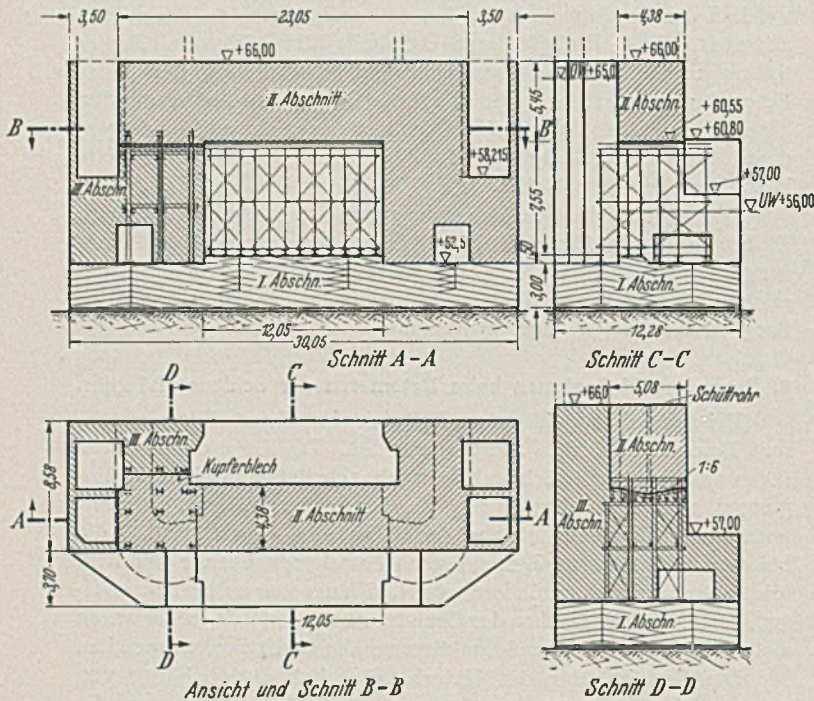 3,50
23,05
3,50
+66,00
II. Abschnitt
B
B
III. Abschn.
+58,215
+52,5
I. Abschn.
12,05
30,05
Schnitt A-A
4,38
+66,00
OW+65,0
II. Abschn.
+60,55
+60,80
+57,00
UW+56,00
5,45
7,55
3,00
I. Abschn.
12,28
Schnitt C-C
D
C
III. Abschn.
Kupferblech
8,58
4,38
A
II. Abschnitt
A
3,70
12,05
D
C
Ansicht und Schnitt B-B
+66,0
5,08
Schüttrohr
II. Abschn.
1:6
III. Abschn.
+57,00
I. Abschn.
Schnitt D-D